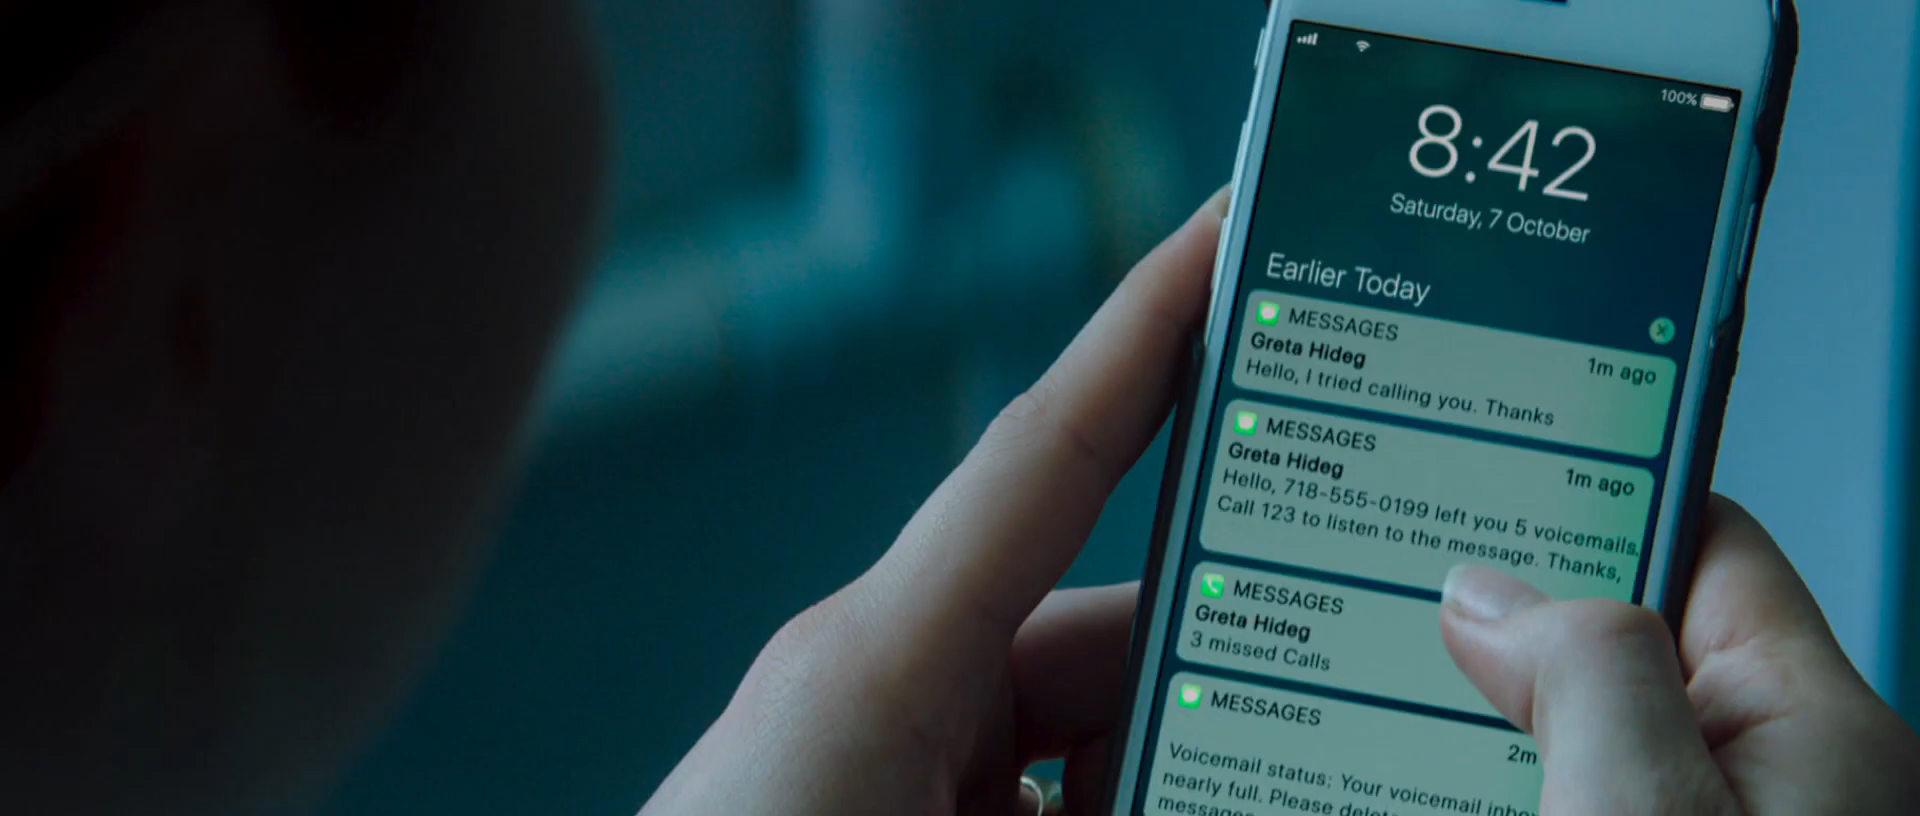 100%
8:42
Saturday, 7 October
Earlier Today
MESSAGES
Greta Hideg
1m ago
Hello, I tried calling you. Thanks
MESSAGES
Greta Hideg
1m ago
Hello, 718-555-0199 left you 5 voicemails.
Call 123 to listen to the message. Thanks,
MESSAGES
Greta Hideg
3 missed Calls
MESSAGES
2m
Voicemail status: Your voicemail
nearly full. Please